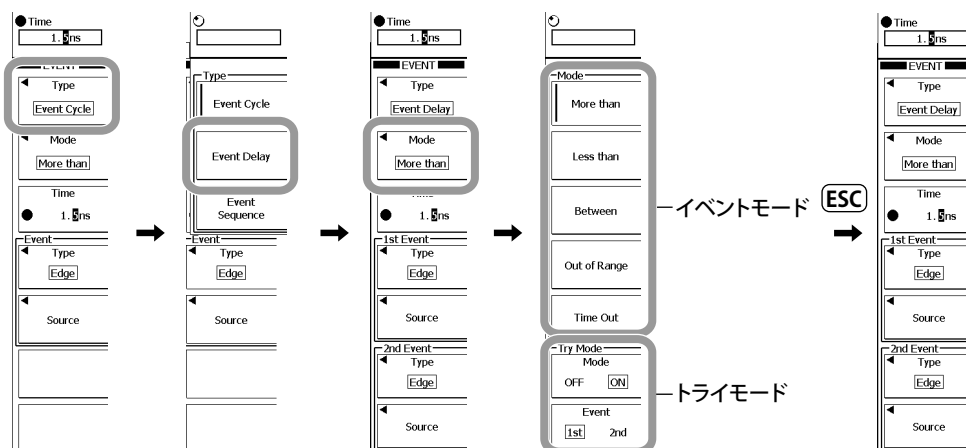 Time
1. 5ns
EVENT
Type
Event Cycle
Mode
More than
Time
1. 5ns
Event
Type
Edge
Source
Type
Event Cycle
Event Delay
Event
Sequence
Event
Type
Edge
Source
Time
1. 5ns
EVENT
Type
Event Delay
Mode
More than
1. 5ns
1st Event
Type
Edge
Source
2nd Event
Type
Edge
Source
Mode
More than
Less than
Between
Out of Range
Time Out
Try Mode
Mode
OFF ON
Event
1st 2nd
イベントモード
トライモード
ESC
Time
1. 5ns
EVENT
Type
Event Delay
Mode
More than
Time
1. 5ns
1st Event
Type
Edge
Source
2nd Event
Type
Edge
Source